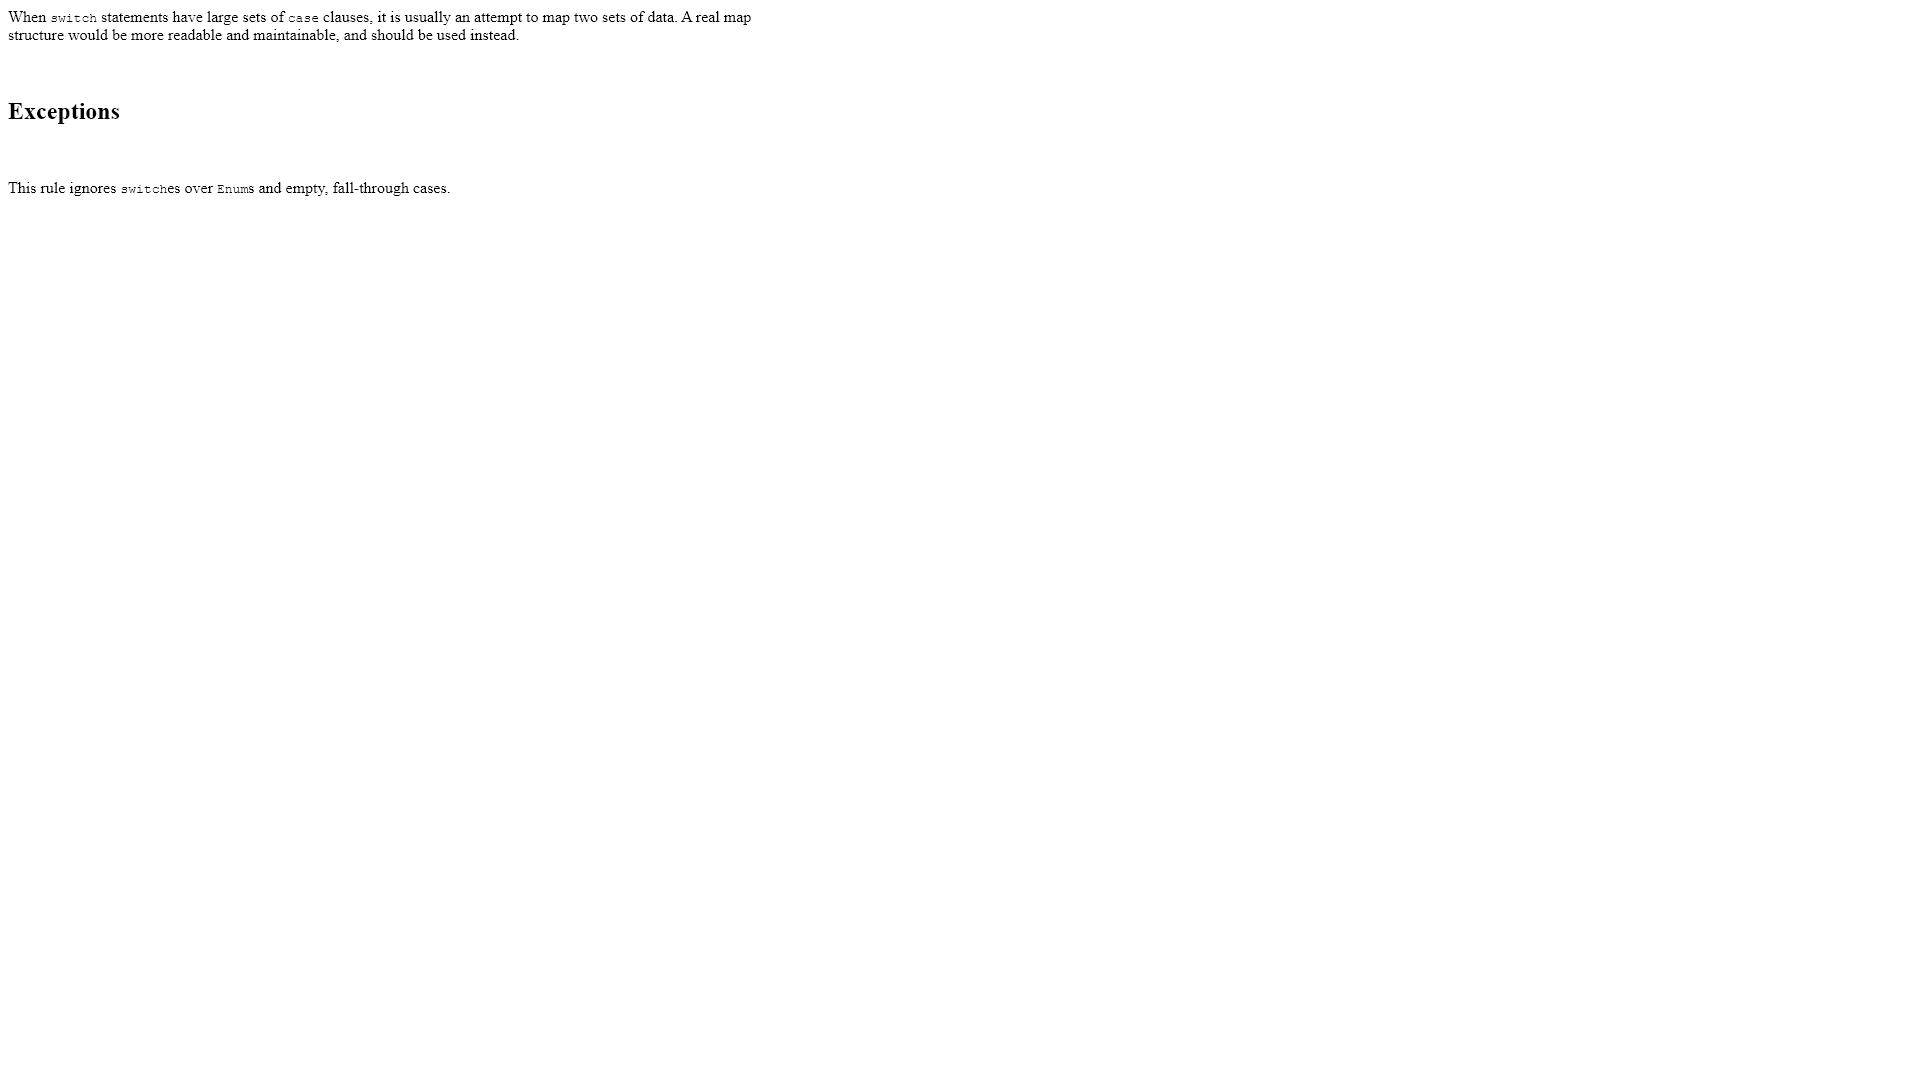 When switch statements have large sets of case clauses, it is usually an attempt to map two sets of data. A real map
structure would be more readable and maintainable, and should be used instead.
Exceptions
This rule ignores switches over Enums and empty, fall-through cases.